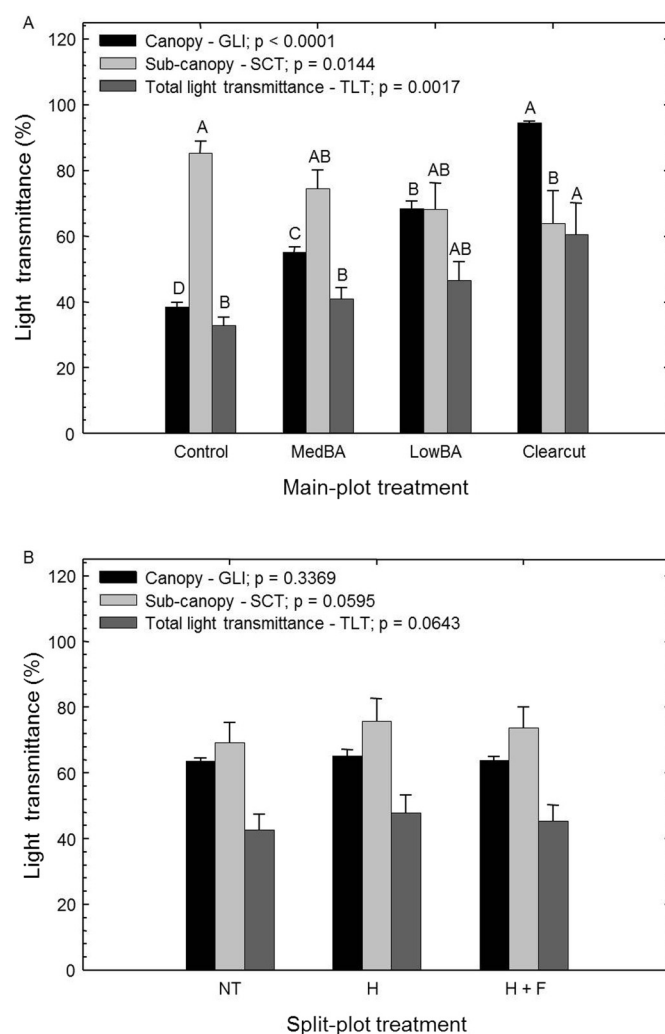 A
120
100
80
60
40
20
0
Light transmittance (%)
Canopy - GLI; p < 0.0001
Sub-canopy - SCT; p = 0.0144
Total light transmittance - TLT; p = 0.0017
D A B
C AB B
B AB AB
A B A
Control MedBA LowBA Clearcut
Main-plot treatment
B
120
100
80
60
40
20
0
Light transmittance (%)
Canopy - GLI; p = 0.3369
Sub-canopy - SCT; p = 0.0595
Total light transmittance - TLT; p = 0.0643
NT H H + F
Split-plot treatment